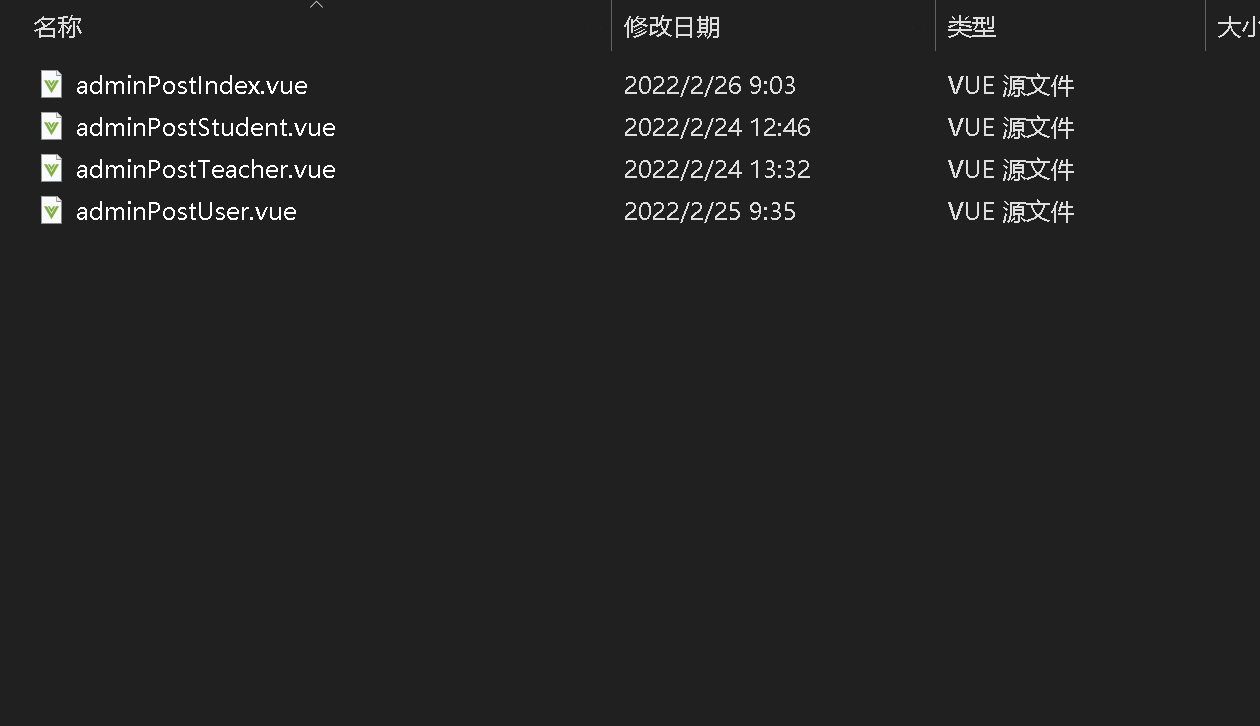 名称 修改日期 类型 大小
adminPostIndex.vue 2022/2/26 9:03 VUE 源文件
adminPostStudent.vue 2022/2/24 12:46 VUE 源文件
adminPostTeacher.vue 2022/2/24 13:32 VUE 源文件
adminPostUser.vue 2022/2/25 9:35 VUE 源文件